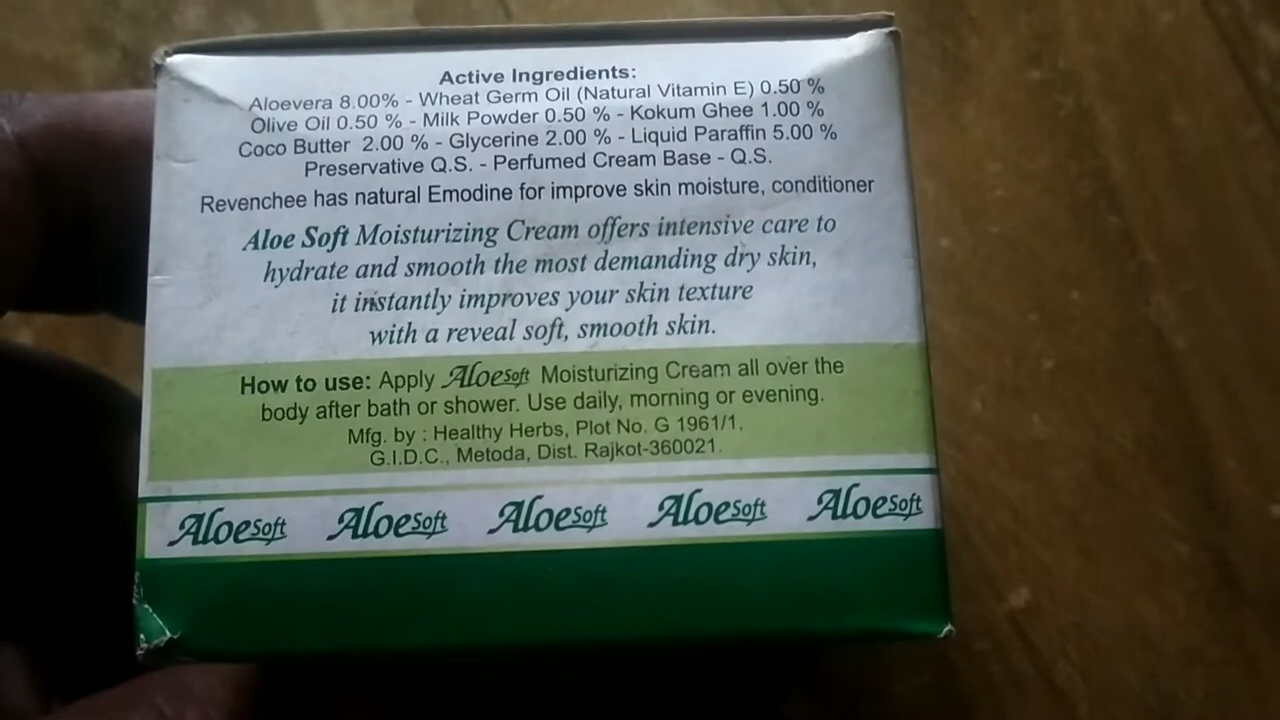 Active Ingredients:
Aloevera 8.00% - Wheat Germ Oil (Natural Vitamin E) 0.50 %
Olive Oil 0.50 % - Milk Powder 0.50 % - Kokum Ghee 1.00 %
Coco Butter 2.00 % - Glycerine 2.00 % - Liquid Paraffin 5.00 %
Preservative Q.S. - Perfumed Cream Base - Q.S.
Revenchee has natural Emodine for improve skin moisture, conditioner
Aloe Soft Moisturizing Cream offers intensive care to
hydrate and smooth the most demanding dry skin,
it instantly improves your skin texture
with a reveal soft, smooth skin.
How to use: Apply AloeSoft Moisturizing Cream all over the
body after bath or shower. Use daily, morning or evening.
Mfg. by : Healthy Herbs, Plot No. G 1961/1,
G.I.D.C., Metoda, Dist. Rajkot-360021.
AloeSoft AloeSoft AloeSoft AloeSoft AloeSoft